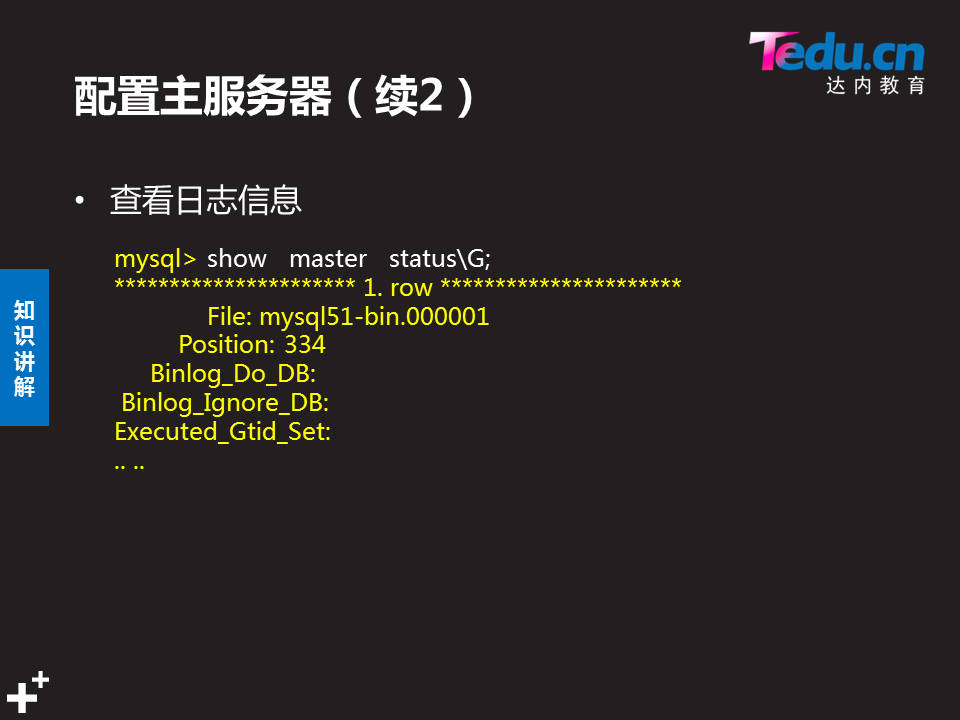 Tedu.cn
达内教育
配置主服务器（续2）
• 查看日志信息
mysql> show master status\G;
********************** 1. row **********************
File: mysql51-bin.000001
Position: 334
Binlog_Do_DB:
Binlog_Ignore_DB:
Executed_Gtid_Set:
.. ..
知
识
讲
解